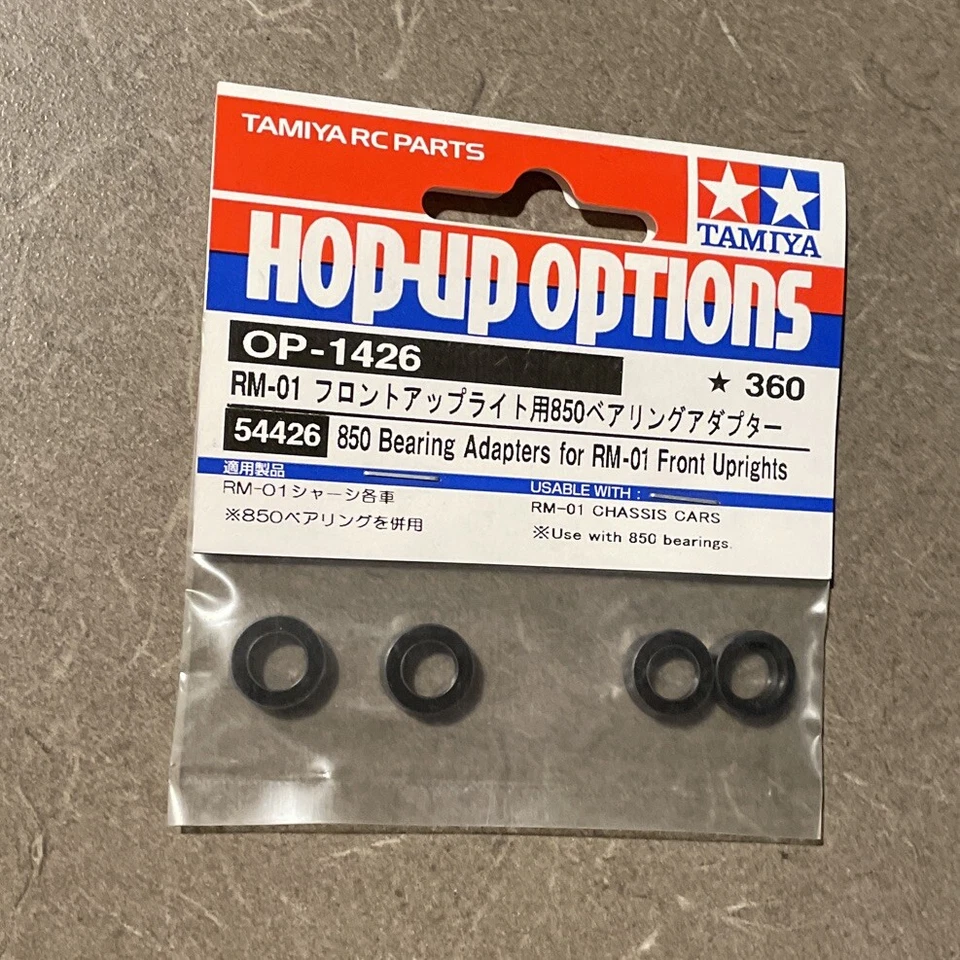 TAMIYA RC PARTS
TAMIYA
HOP-UP OPTIONS
OP-1426
★ 360
RM-01 フロントアップライト用850ベアリングアダプター
54426 850 Bearing Adapters for RM-01 Front Uprights
適用製品
RM-01シャーシ各車
※850ベアリングを併用
USABLE WITH :
RM-01 CHASSIS CARS
※Use with 850 bearings.